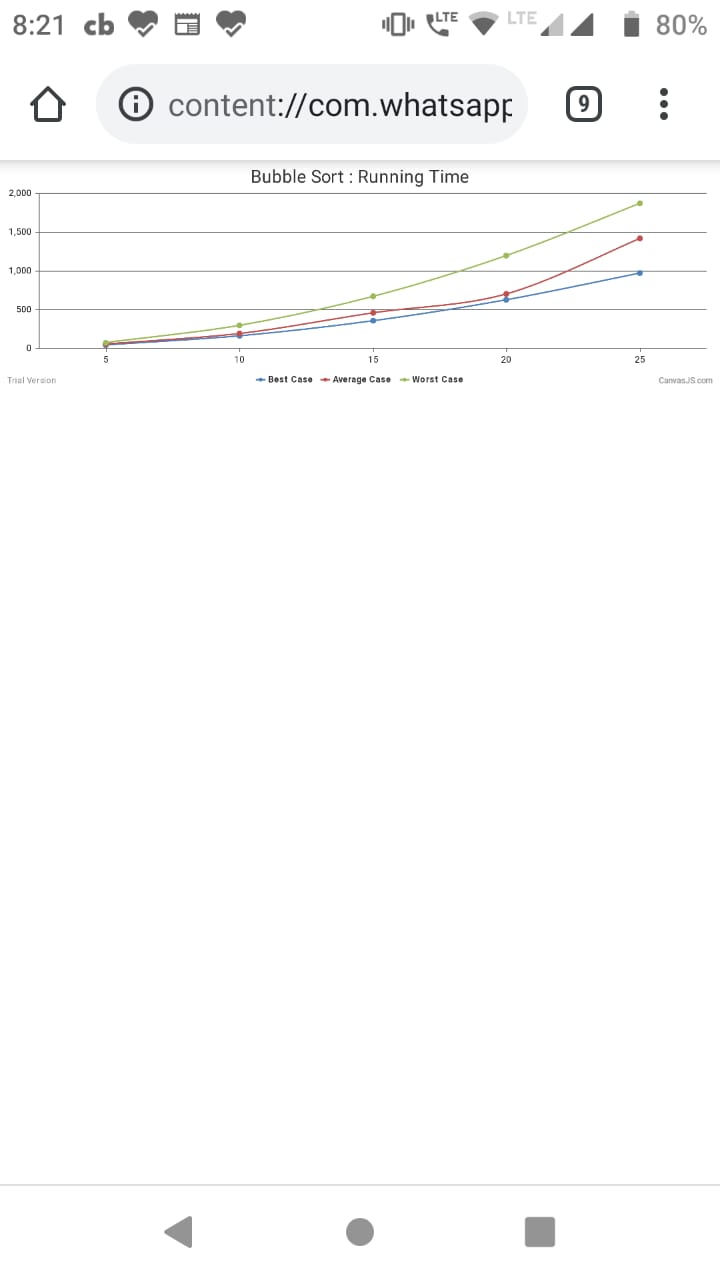 8:21 cb LTE LTE 80%
content://com.whatsapp 9
Bubble Sort : Running Time
2,000
1,500
1,000
500
0
5 10 15 20 25
Trial Version Best Case Average Case Worst Case CanvasJS.com